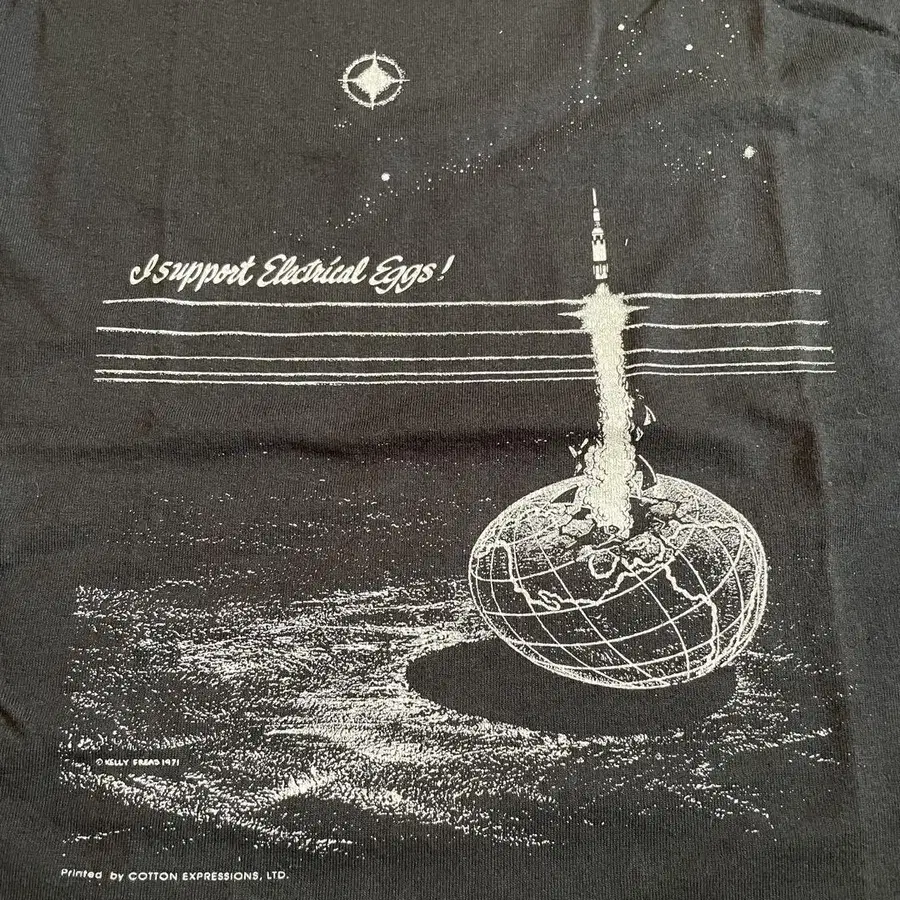 I support Electrical Eggs!
© KELLY FREAS 1971
Printed by COTTON EXPRESSIONS, LTD.